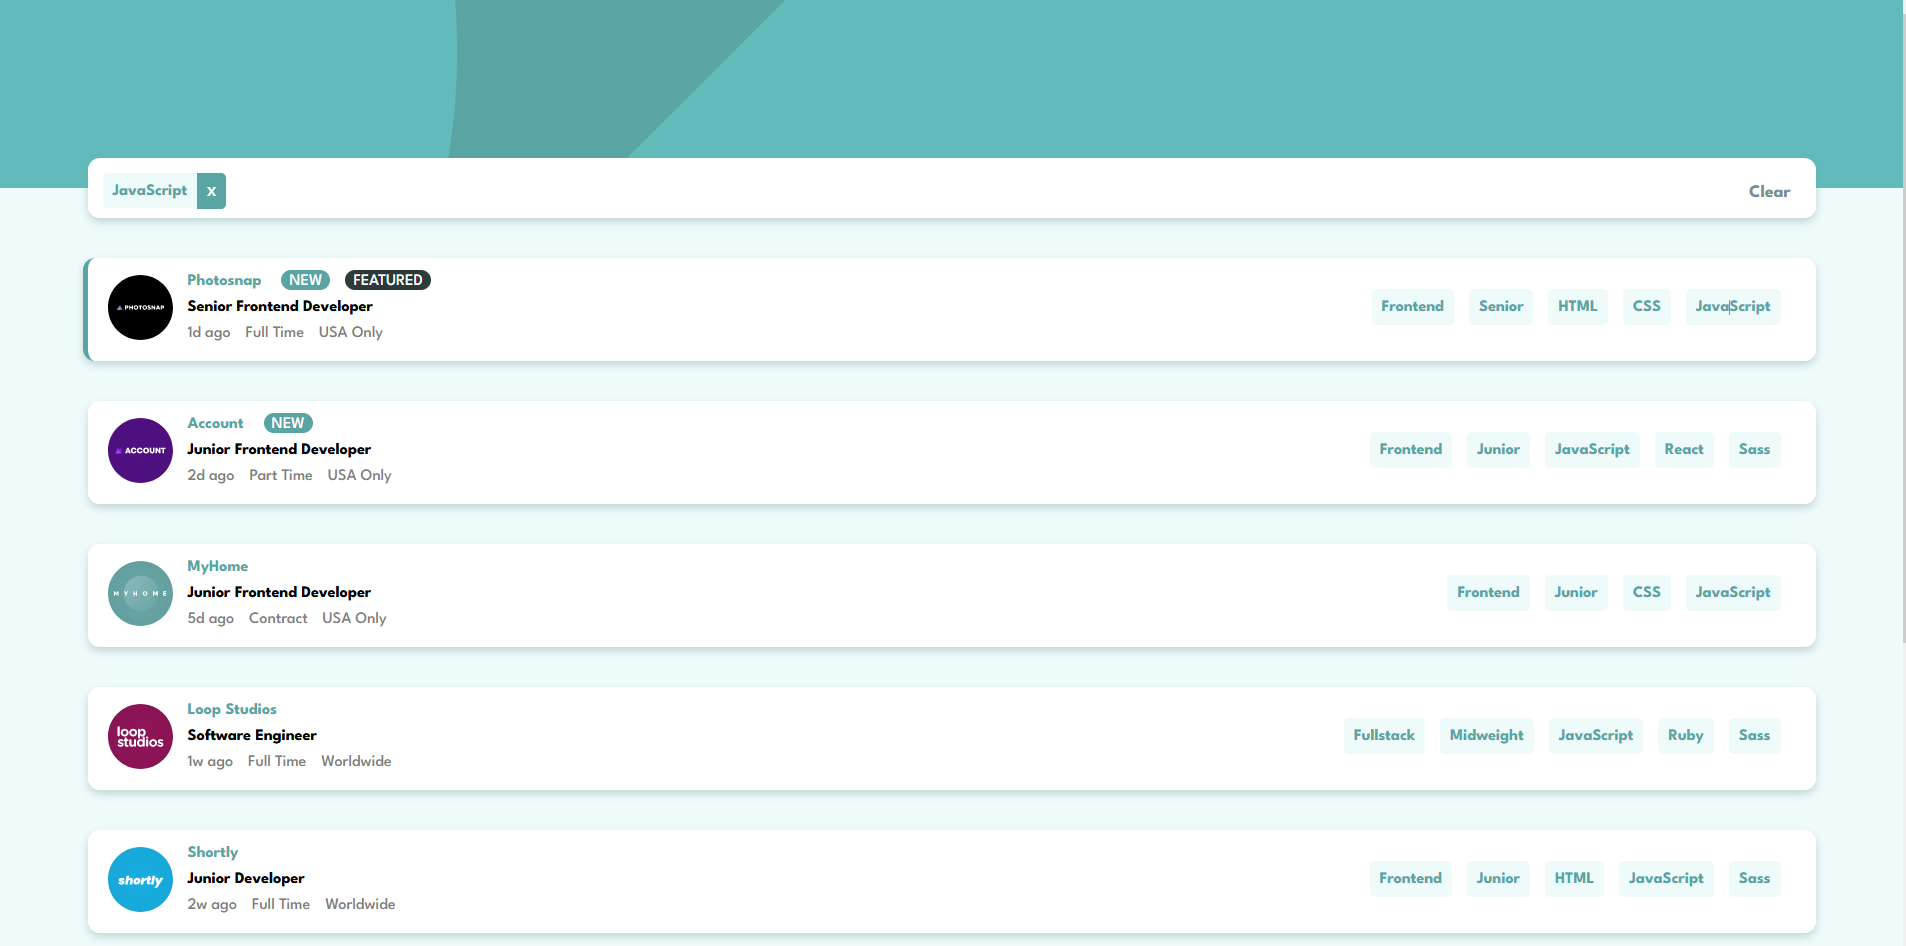 JavaScript x Clear
PHOTOSNAP
Photosnap NEW FEATURED
Senior Frontend Developer
1d ago Full Time USA Only
Frontend Senior HTML CSS JavaScript
ACCOUNT
Account NEW
Junior Frontend Developer
2d ago Part Time USA Only
Frontend Junior JavaScript React Sass
MYHOME
MyHome
Junior Frontend Developer
5d ago Contract USA Only
Frontend Junior CSS JavaScript
loop
studios
Loop Studios
Software Engineer
1w ago Full Time Worldwide
Fullstack Midweight JavaScript Ruby Sass
shortly
Shortly
Junior Developer
2w ago Full Time Worldwide
Frontend Junior HTML JavaScript Sass